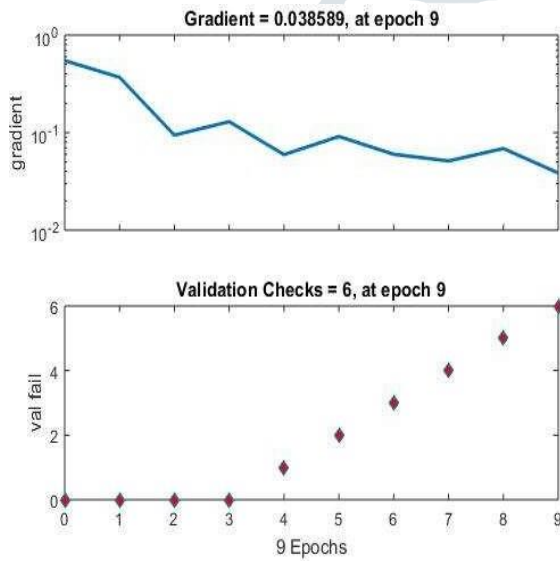 Gradient = 0.038589, at epoch 9
10^0
10^-1
10^-2
gradient
Validation Checks = 6, at epoch 9
6
4
2
0
val fail
0 1 2 3 4 5 6 7 8 9
9 Epochs